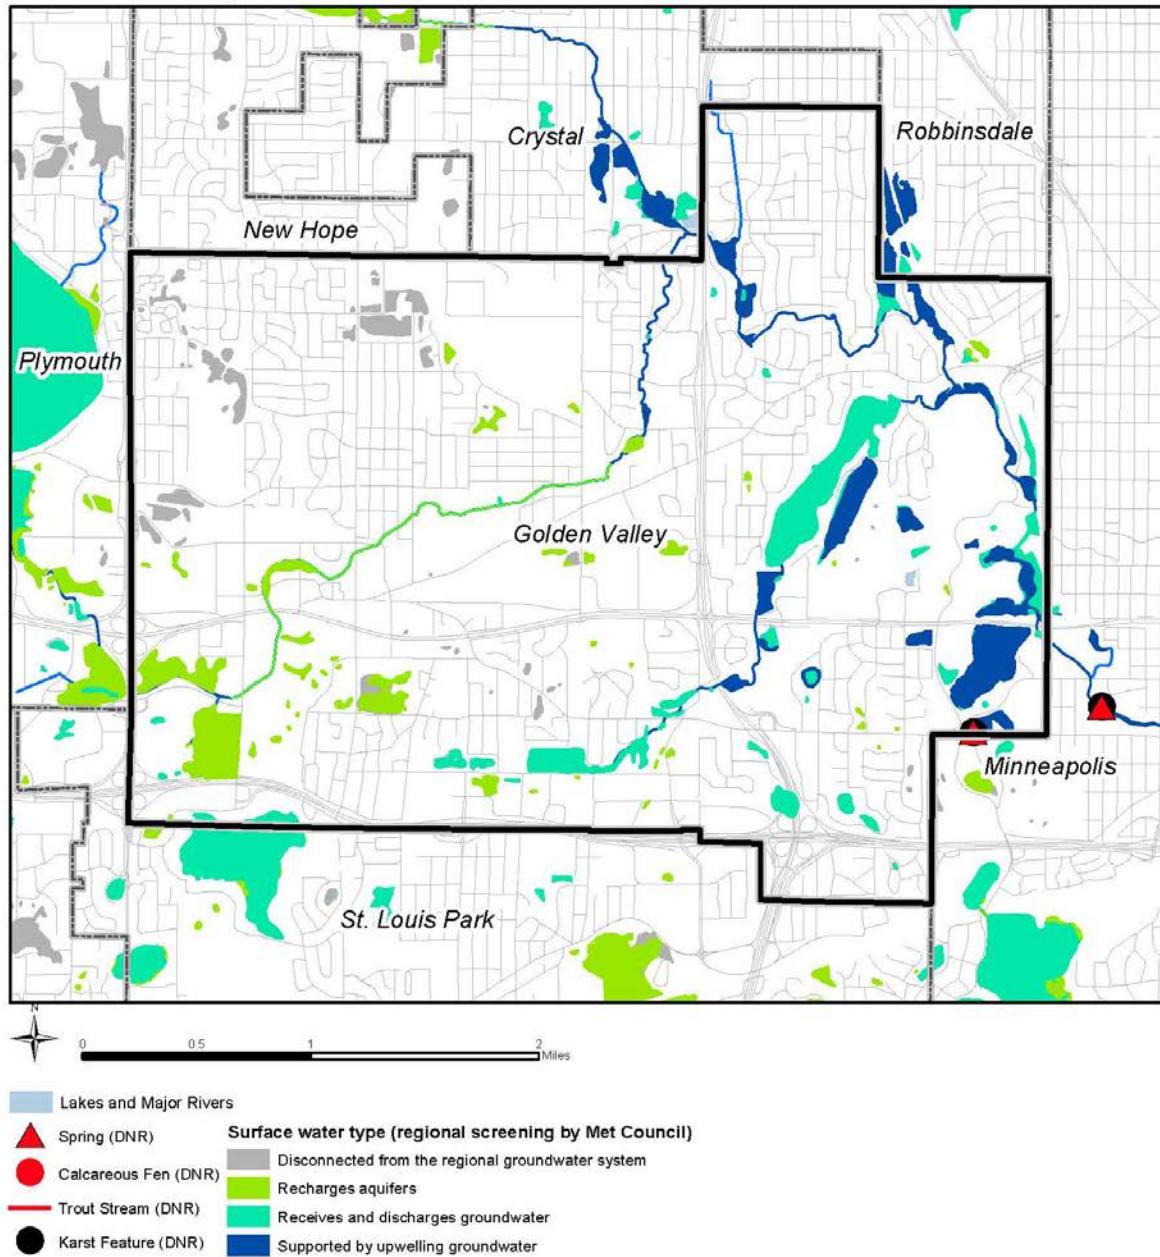 Crystal
Robbinsdale
New Hope
Plymouth
Golden Valley
Minneapolis
St. Louis Park
N
0 0.5 1 2
Miles
Lakes and Major Rivers
Spring (DNR)
Calcareous Fen (DNR)
Trout Stream (DNR)
Karst Feature (DNR)
Surface water type (regional screening by Met Council)
Disconnected from the regional groundwater system
Recharges aquifers
Receives and discharges groundwater
Supported by upwelling groundwater